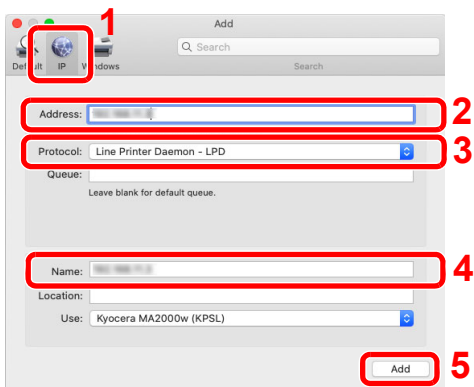 1
Add
Search
Default IP Windows
Search
Address:
2
Protocol: Line Printer Daemon - LPD
3
Queue:
Leave blank for default queue.
Name:
4
Location:
Use: Kyocera MA2000w (KPSL)
Add
5